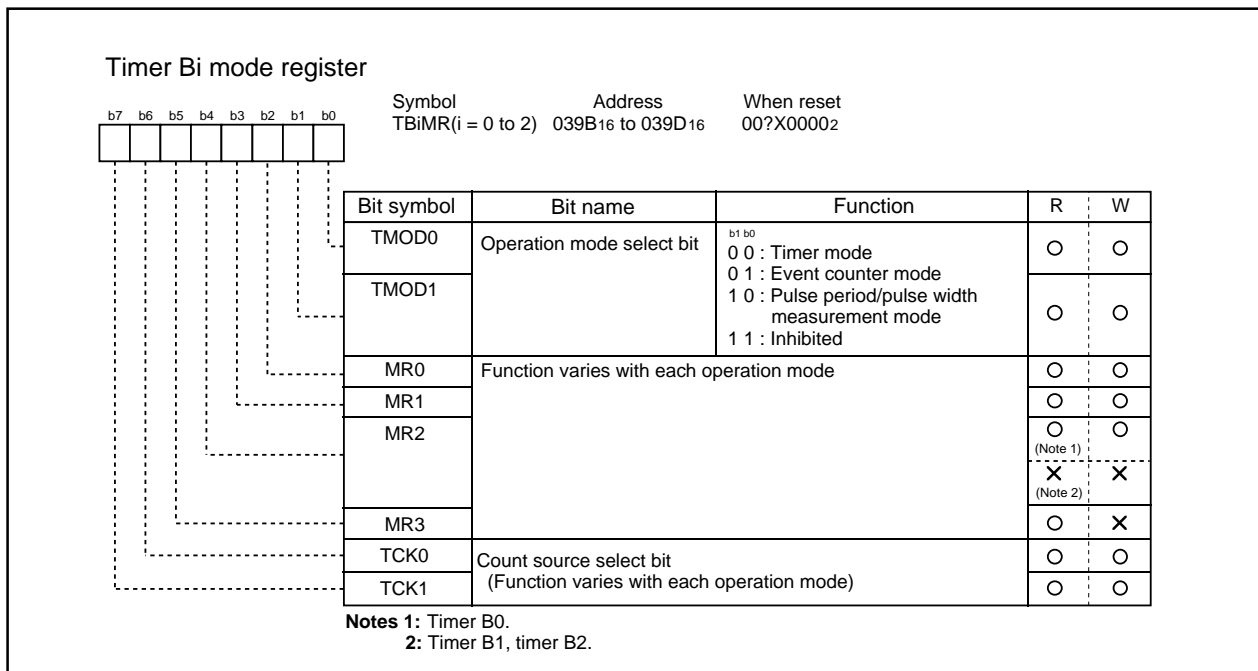 Timer Bi mode register
Symbol Address When reset
TBiMR(i = 0 to 2) 039B16 to 039D16 00?X00002
b7 b6 b5 b4 b3 b2 b1 b0
Bit symbol Bit name Function R W
TMOD0 Operation mode select bit b1 b0
0 0 : Timer mode
0 1 : Event counter mode
TMOD1 1 0 : Pulse period/pulse width
measurement mode
1 1 : Inhibited
MR0 Function varies with each operation mode
MR1
MR2
(Note 1)
(Note 2)
MR3
TCK0 Count source select bit
(Function varies with each operation mode)
TCK1
Notes 1: Timer B0.
2: Timer B1, timer B2.